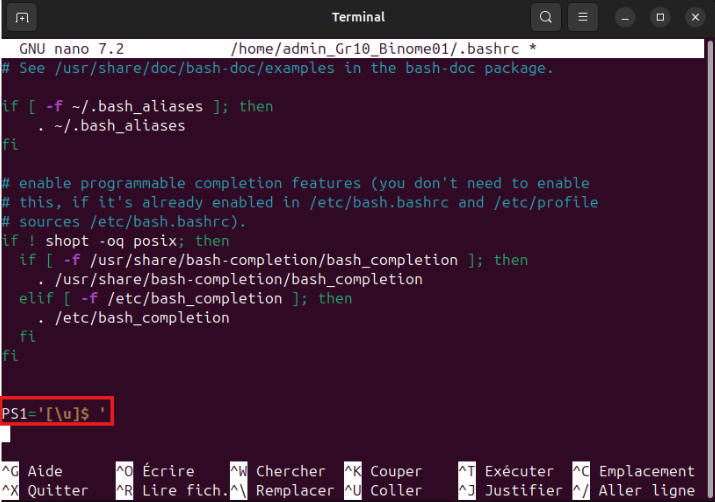 Terminal
GNU nano 7.2 /home/admin_Gr10_Binome01/.bashrc *
# See /usr/share/doc/bash-doc/examples in the bash-doc package.
if [ -f ~/.bash_aliases ]; then
. ~/.bash_aliases
fi
# enable programmable completion features (you don't need to enable
# this, if it's already enabled in /etc/bash.bashrc and /etc/profile
# sources /etc/bash.bashrc).
if ! shopt -oq posix; then
if [ -f /usr/share/bash-completion/bash_completion ]; then
. /usr/share/bash-completion/bash_completion
elif [ -f /etc/bash_completion ]; then
. /etc/bash_completion
fi
fi
PS1='[\u]$ '
^G Aide ^O Écrire ^W Chercher ^K Couper ^T Exécuter ^C Emplacement
^X Quitter ^R Lire fich. ^\ Remplacer ^U Coller ^J Justifier ^/ Aller ligne